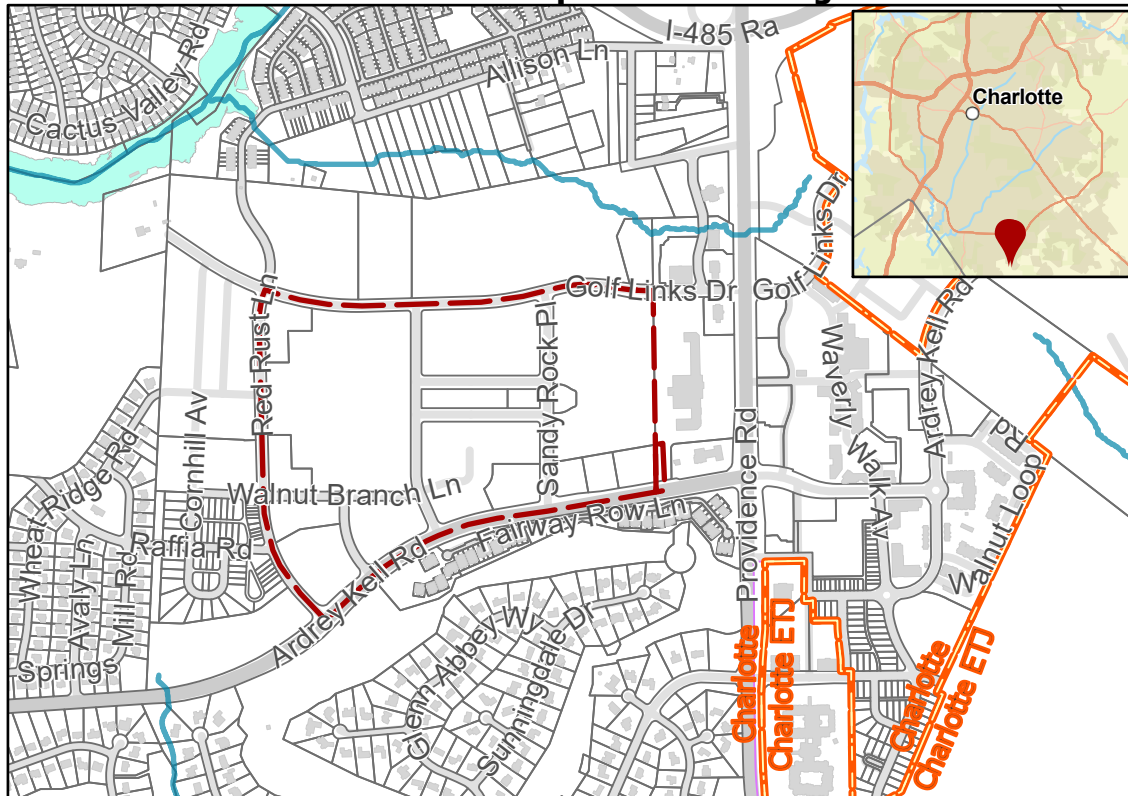 I-485 Ra
Allison Ln
Cactus Valley Rd
Charlotte
Golf Links Dr
Golf Links Dr
Red Rust Ln
Sandy Rock Pl
Waverly
Walk Av
Ardrey Kell Rd
Providence Rd
Cornhill Av
Wheat Ridge Rd
Walnut Branch Ln
Fairway Row Ln
Raffia Rd
Avaly Ln
Mill Rd
Springs
Ardrey Kell Rd
Glenn Abbey Wy
Sunningdale Dr
Walnut Loop Rd
Charlotte
Charlotte ETJ
Charlotte
Charlotte ETJ